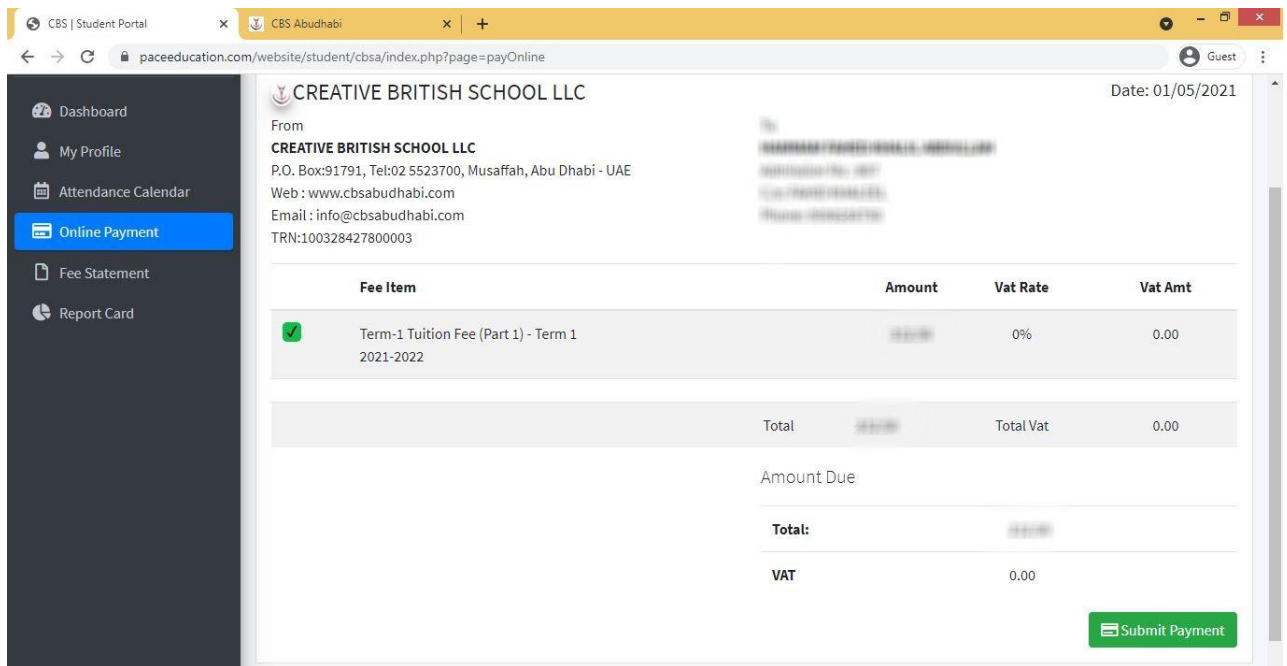 CBS | Student Portal
CBS Abudhabi
paceeducation.com/website/student/cbsa/index.php?page=payOnline
Guest
Dashboard
My Profile
Attendance Calendar
Online Payment
Fee Statement
Report Card
CREATIVE BRITISH SCHOOL LLC
Date: 01/05/2021
From
CREATIVE BRITISH SCHOOL LLC
P.O. Box:91791, Tel:02 5523700, Musaffah, Abu Dhabi - UAE
Web : www.cbsabudhabi.com
Email : info@cbsabudhabi.com
TRN:100328427800003
Fee Item Amount Vat Rate Vat Amt
Term-1 Tuition Fee (Part 1) - Term 1 0% 0.00
2021-2022
Total Total Vat 0.00
Amount Due
Total:
VAT 0.00
Submit Payment